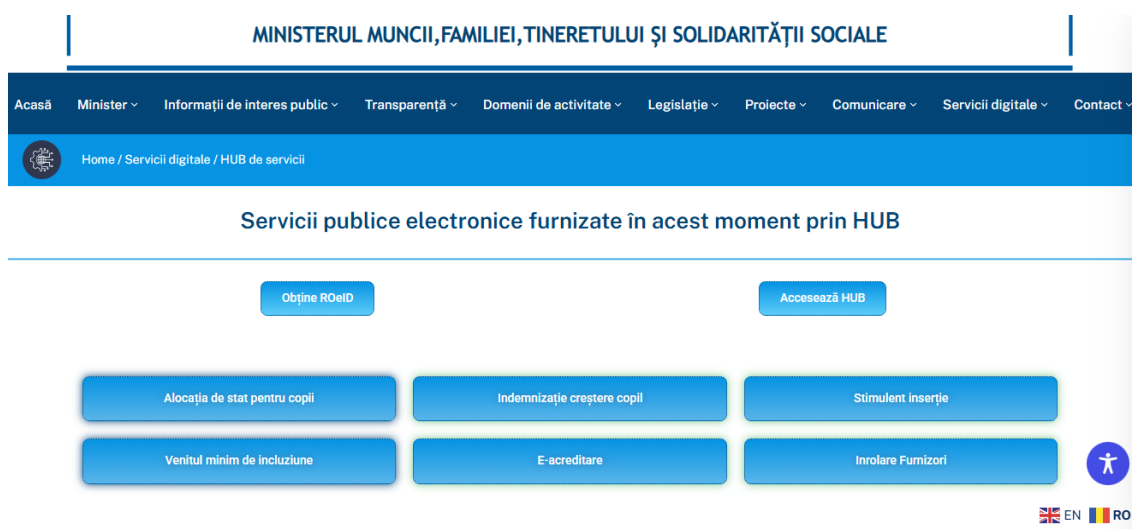 MINISTERUL MUNCII,FAMILIEI,TINERETULUI ȘI SOLIDARITĂȚII SOCIALE
Acasă Minister Informații de interes public Transparență Domenii de activitate Legislație Proiecte Comunicare Servicii digitale Contact
Home / Servicii digitale / HUB de servicii
Servicii publice electronice furnizate în acest moment prin HUB
Obține ROeID Accesează HUB
Alocația de stat pentru copii Indemnizație creștere copil Stimulent inserție
Venitul minim de incluziune E-acreditare Inrolare Furnizori
EN RO